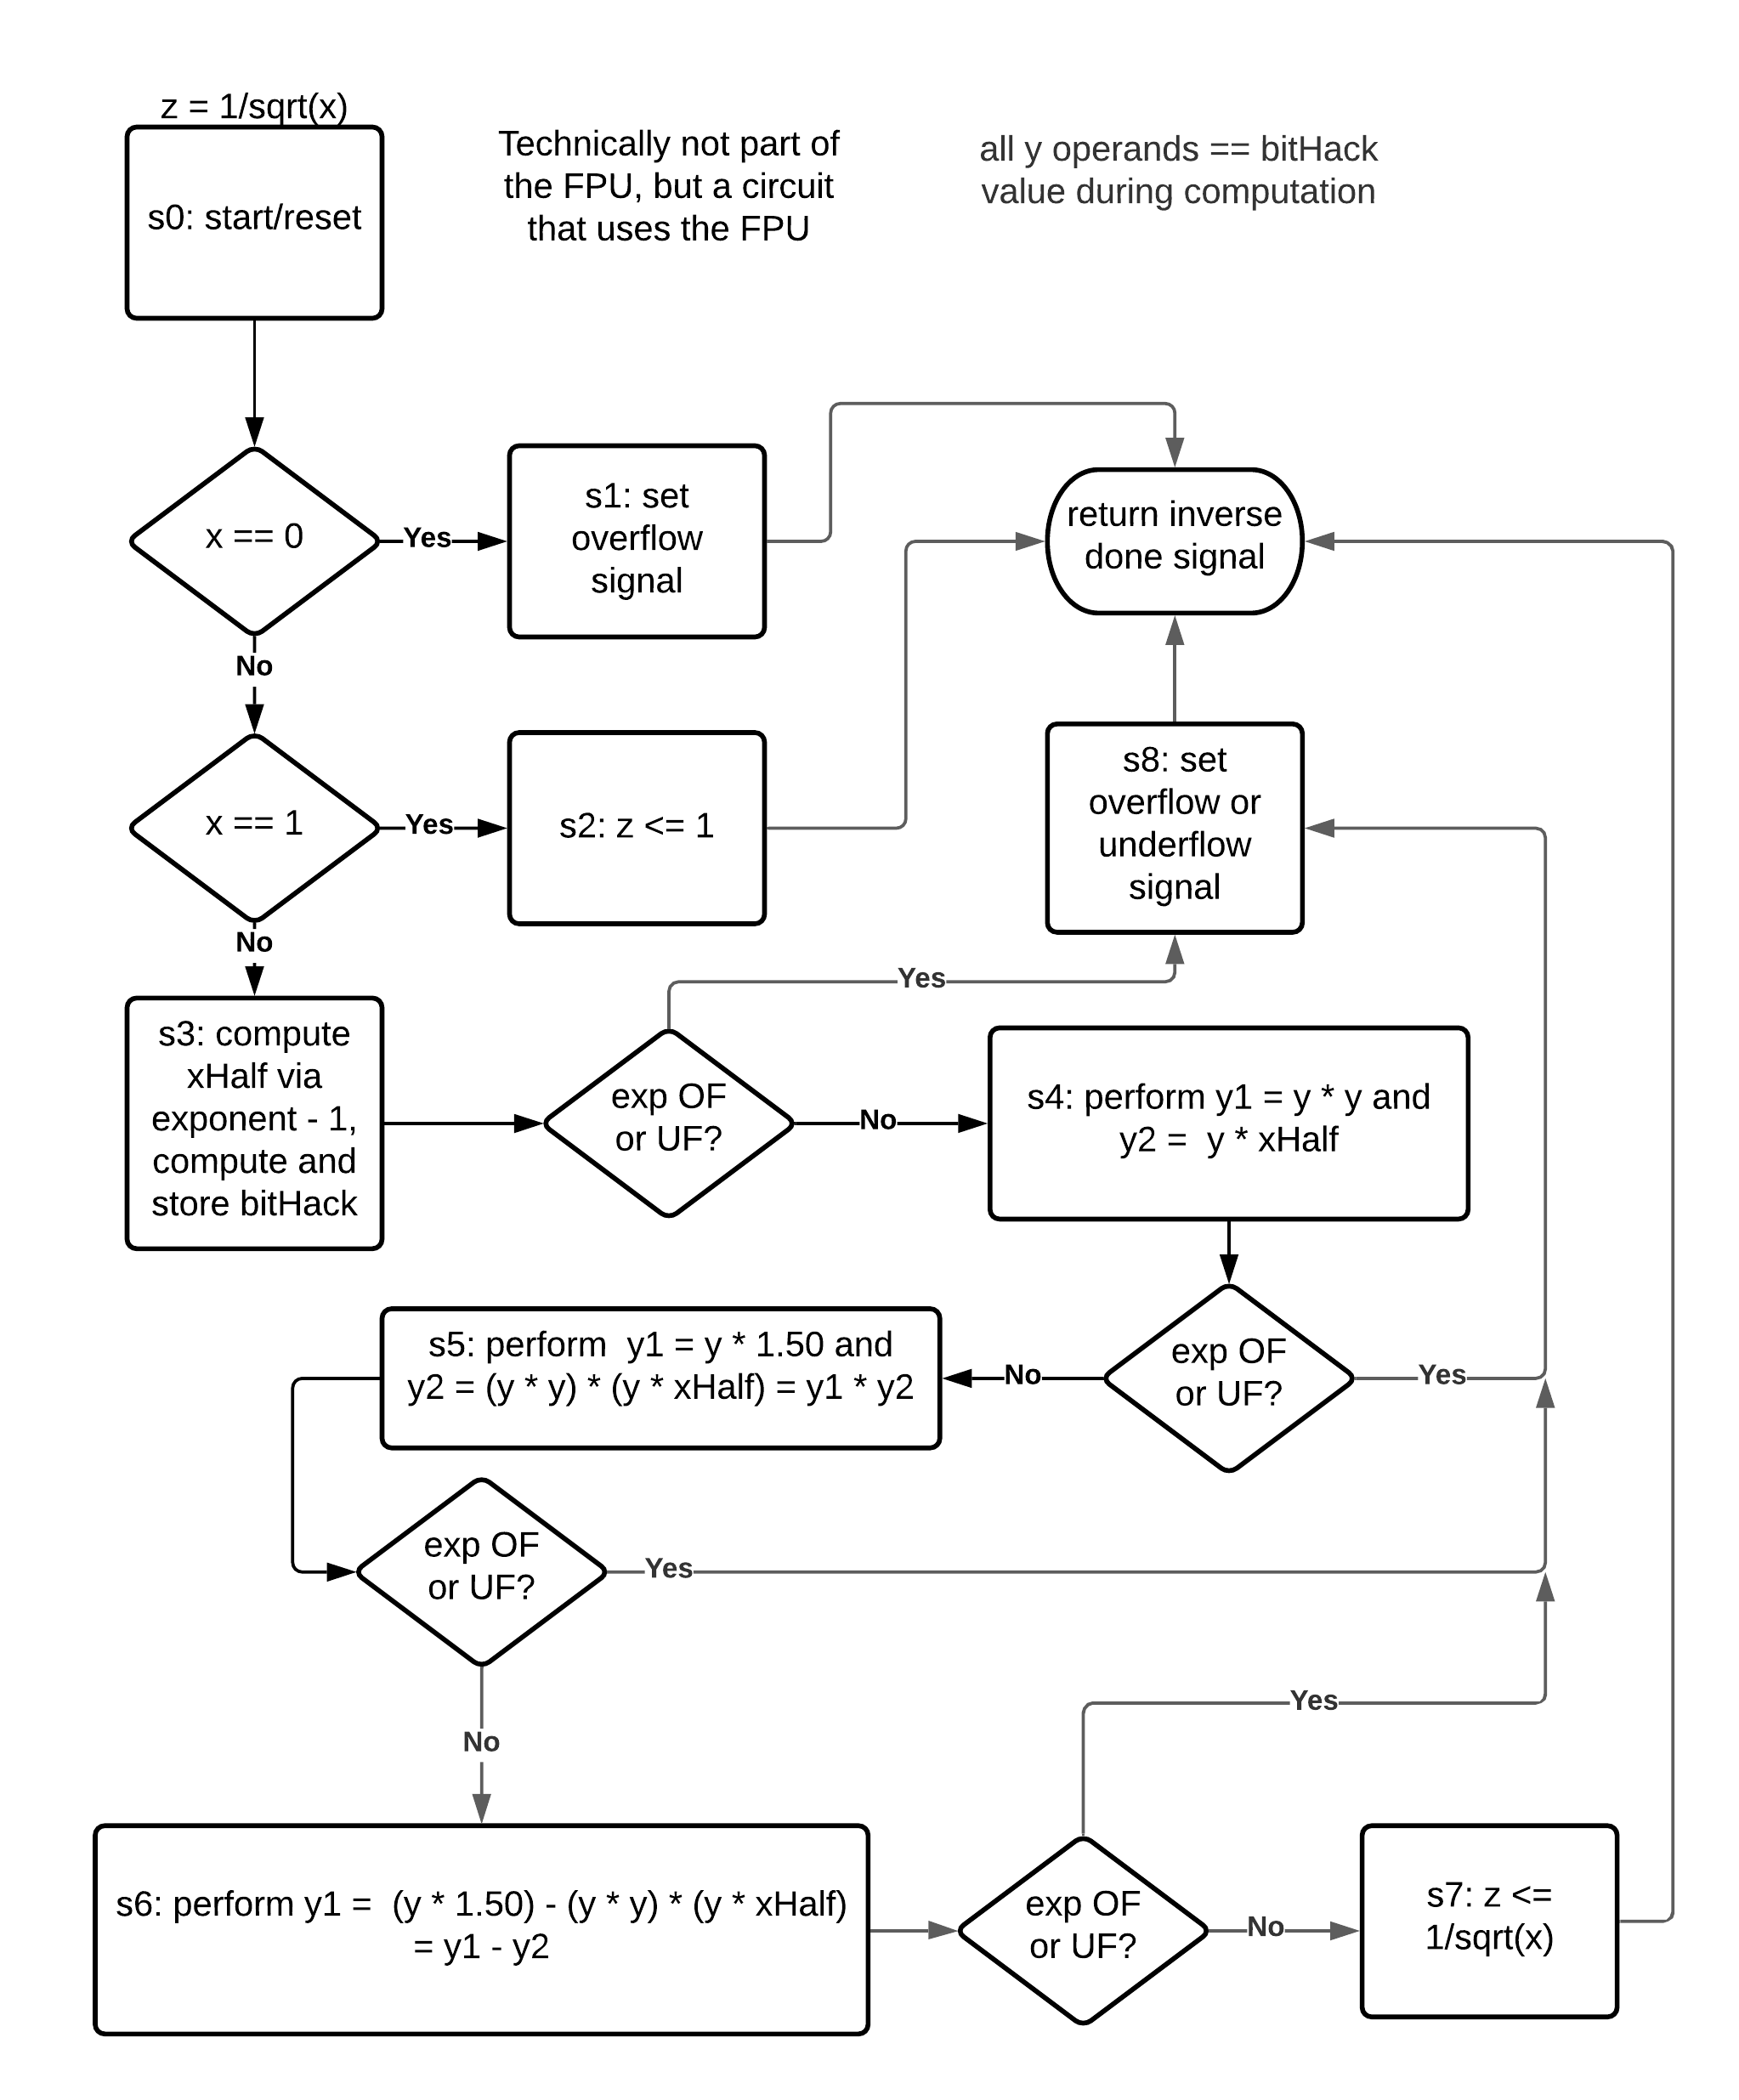 z = 1/sqrt(x)
s0: start/reset
Technically not part of
the FPU, but a circuit
that uses the FPU
all y operands == bitHack
value during computation
x == 0
Yes
s1: set
overflow
signal
return inverse
done signal
No
x == 1
Yes
s2: z <= 1
s8: set
overflow or
underflow
signal
No
s3: compute
xHalf via
exponent - 1,
compute and
store bitHack
exp OF
or UF?
Yes
No
s4: perform y1 = y * y and
y2 =  y * xHalf
exp OF
or UF?
Yes
No
s5: perform  y1 = y * 1.50 and
y2 = (y * y) * (y * xHalf) = y1 * y2
exp OF
or UF?
Yes
No
s6: perform y1 =  (y * 1.50) - (y * y) * (y * xHalf)
= y1 - y2
exp OF
or UF?
Yes
No
s7: z <=
1/sqrt(x)